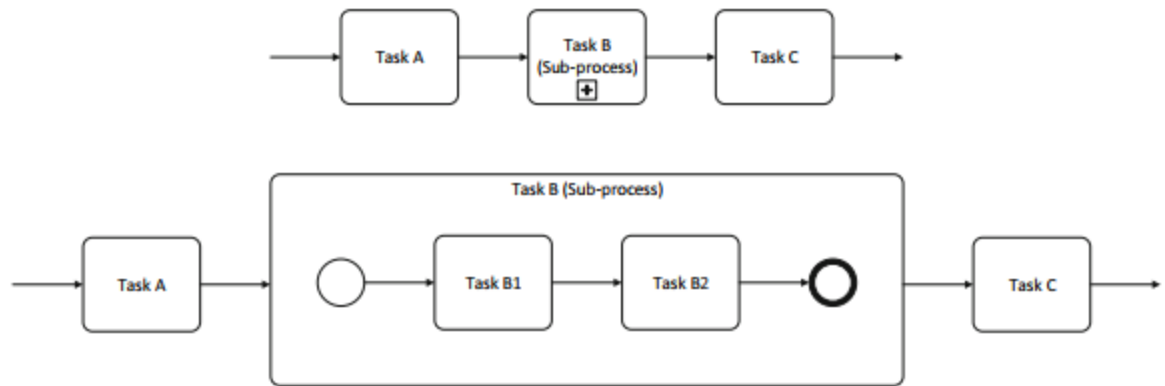 Task A
Task B
(Sub-process)
Task C
Task B (Sub-process)
Task A
Task B1
Task B2
Task C